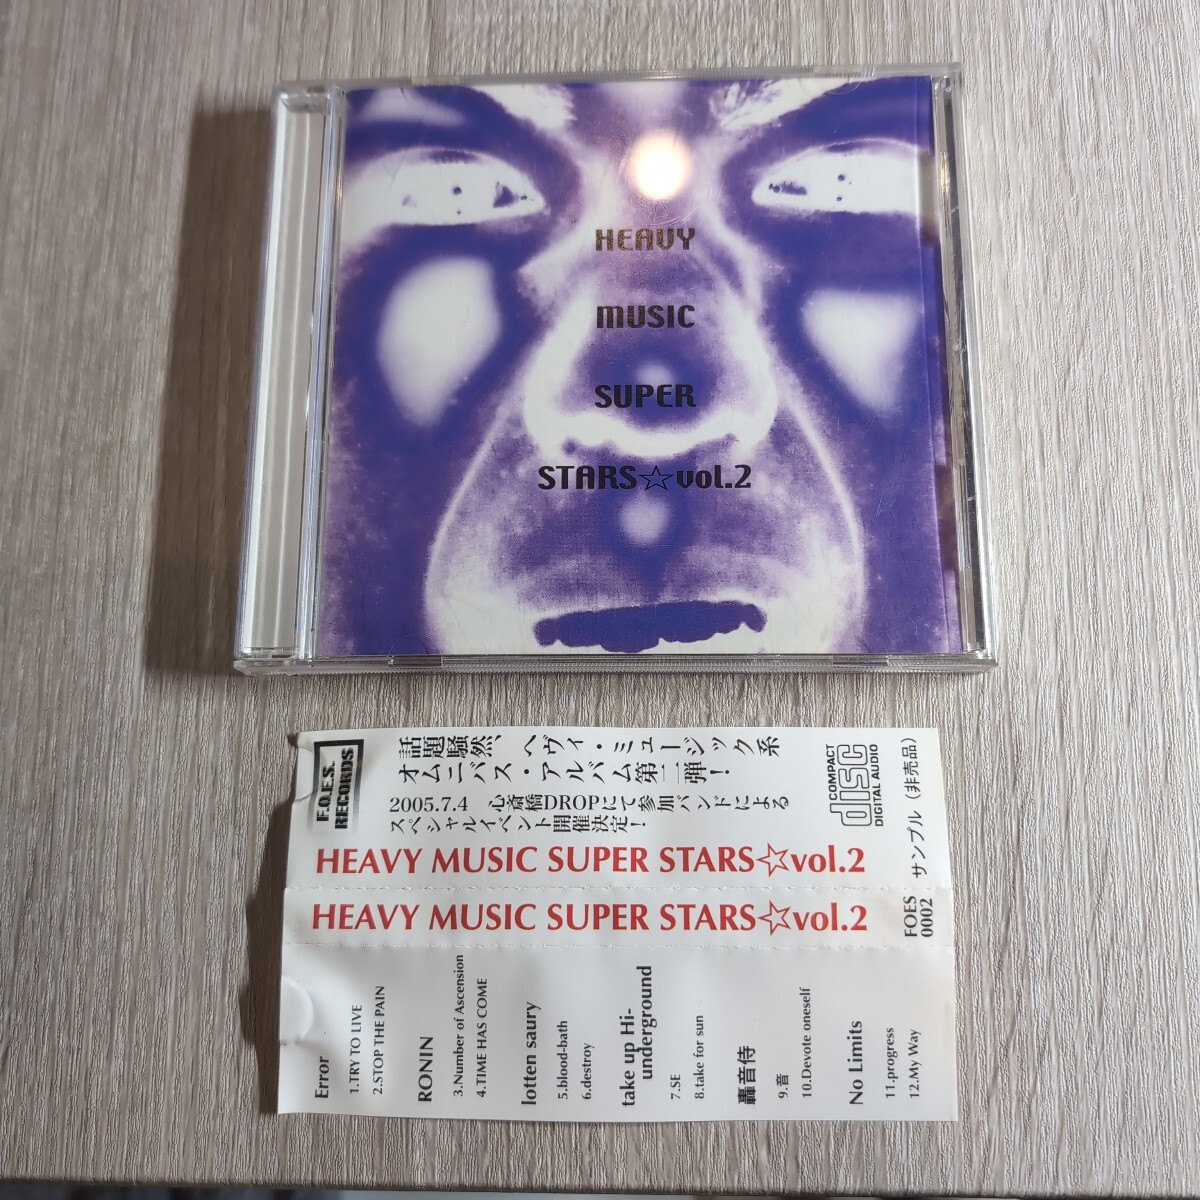 HEAVY
MUSIC
SUPER
STARS☆vol.2
F.O.E.S.
RECORDS
話題騒然、ヘヴィ・ミュージック系
オムニバス・アルバム第二弾！
2005.7.4　心斎橋DROPにて参加バンドによる
スペシャルイベント開催決定！
COMPACT
disc
DIGITAL AUDIO
サンプル（非売品）
HEAVY MUSIC SUPER STARS☆vol.2
HEAVY MUSIC SUPER STARS☆vol.2
FOES
0002
Error
1.TRY TO LIVE
2.STOP THE PAIN
RONIN
3.Number of Ascension
4.TIME HAS COME
lotten saury
5.blood-bath
6.destroy
take up Hi-
underground
7.SE
8.take for sun
轟音侍
9.音
10.Devote oneself
No Limits
11.progress
12.My Way